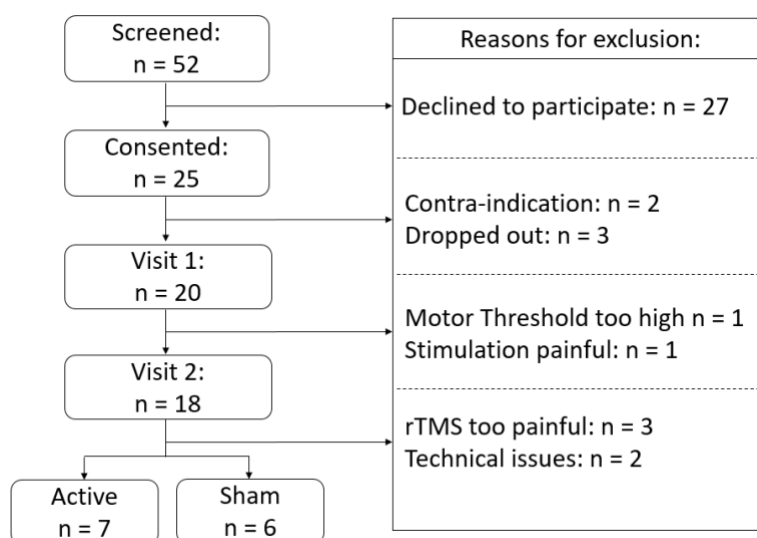 Screened:
n = 52
Reasons for exclusion:
Declined to participate: n = 27
Consented:
n = 25
Contra-indication: n = 2
Dropped out: n = 3
Visit 1:
n = 20
Motor Threshold too high n = 1
Stimulation painful: n = 1
Visit 2:
n = 18
rTMS too painful: n = 3
Technical issues: n = 2
Active
n = 7
Sham
n = 6